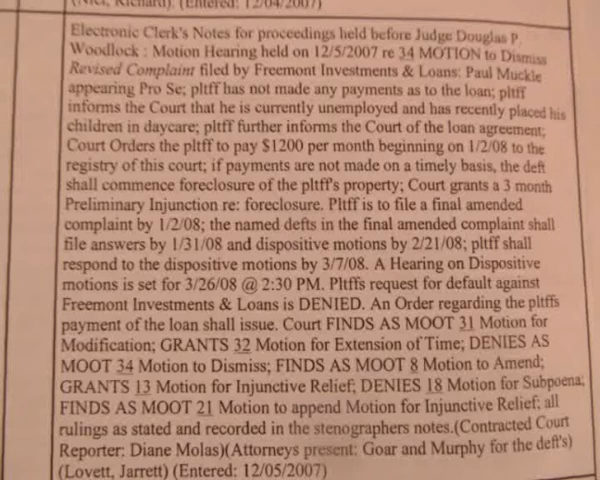 (Nici, Richard) (Entered: 12/04/2007)
Electronic Clerk's Notes for proceedings held before Judge Douglas P.
Woodlock : Motion Hearing held on 12/5/2007 re 34 MOTION to Dismiss
Revised Complaint filed by Freemont Investments & Loans; Paul Muckle
appearing Pro Se; pltff has not made any payments as to the loan; pltff
informs the Court that he is currently unemployed and has recently placed his
children in daycare; pltff further informs the Court of the loan agreement;
Court Orders the pltff to pay $1200 per month beginning on 1/2/08 to the
registry of this court; if payments are not made on a timely basis, the deft
shall commence foreclosure of the pltff's property; Court grants a 3 month
Preliminary Injunction re: foreclosure. Pltff is to file a final amended
complaint by 1/2/08; the named defts in the final amended complaint shall
file answers by 1/31/08 and dispositive motions by 2/21/08; pltff shall
respond to the dispositive motions by 3/7/08. A Hearing on Dispositive
motions is set for 3/26/08 @ 2:30 PM. Pltffs request for default against
Freemont Investments & Loans is DENIED. An Order regarding the pltffs
payment of the loan shall issue. Court FINDS AS MOOT 31 Motion for
Modification; GRANTS 32 Motion for Extension of Time; DENIES AS
MOOT 34 Motion to Dismiss; FINDS AS MOOT 8 Motion to Amend;
GRANTS 13 Motion for Injunctive Relief; DENIES 18 Motion for Subpoena;
FINDS AS MOOT 21 Motion to append Motion for Injunctive Relief; all
rulings as stated and recorded in the stenographers notes.(Contracted Court
Reporter: Diane Molas)(Attorneys present: Goar and Murphy for the deft's)
(Lovett, Jarrett) (Entered: 12/05/2007)